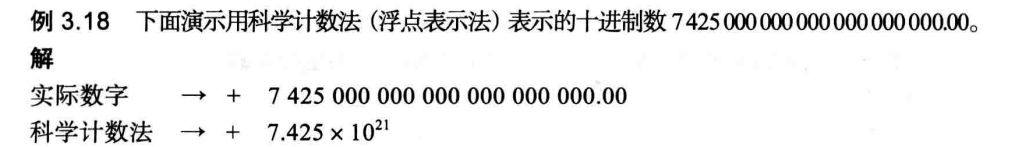 例 3.18 下面演示用科学计数法（浮点表示法）表示的十进制数 7 425 000 000 000 000 000 000.00。
解
实际数字 → + 7 425 000 000 000 000 000 000.00
科学计数法 → + 7.425 × 10²¹